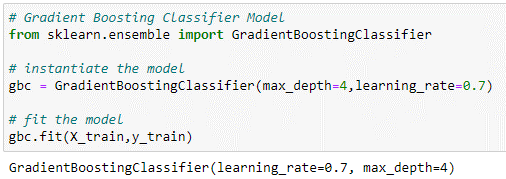 # Gradient Boosting Classifier Model
from sklearn.ensemble import GradientBoostingClassifier
# instantiate the model
gbc = GradientBoostingClassifier(max_depth=4,learning_rate=0.7)
# fit the model
gbc.fit(X_train,y_train)
GradientBoostingClassifier(learning_rate=0.7, max_depth=4)